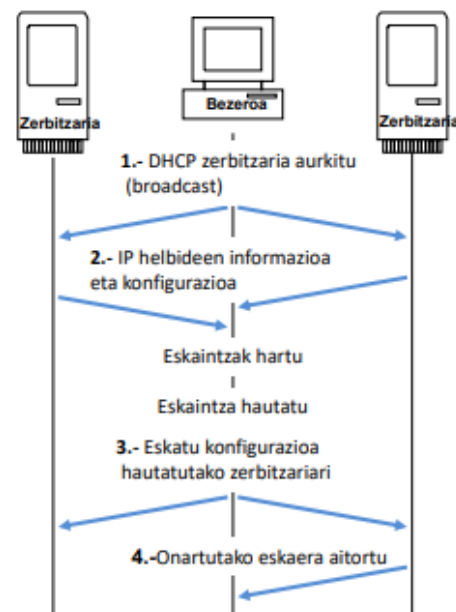 Zerbitzaria
Bezeroa
Zerbitzaria
1.- DHCP zerbitzaria aurkitu
(broadcast)
2.- IP helbideen informazioa
eta konfigurazioa
Eskaintzak hartu
Eskaintza hautatu
3.- Eskatu konfigurazioa
hautatutako zerbitzariari
4.-Onartutako eskaera aitortu